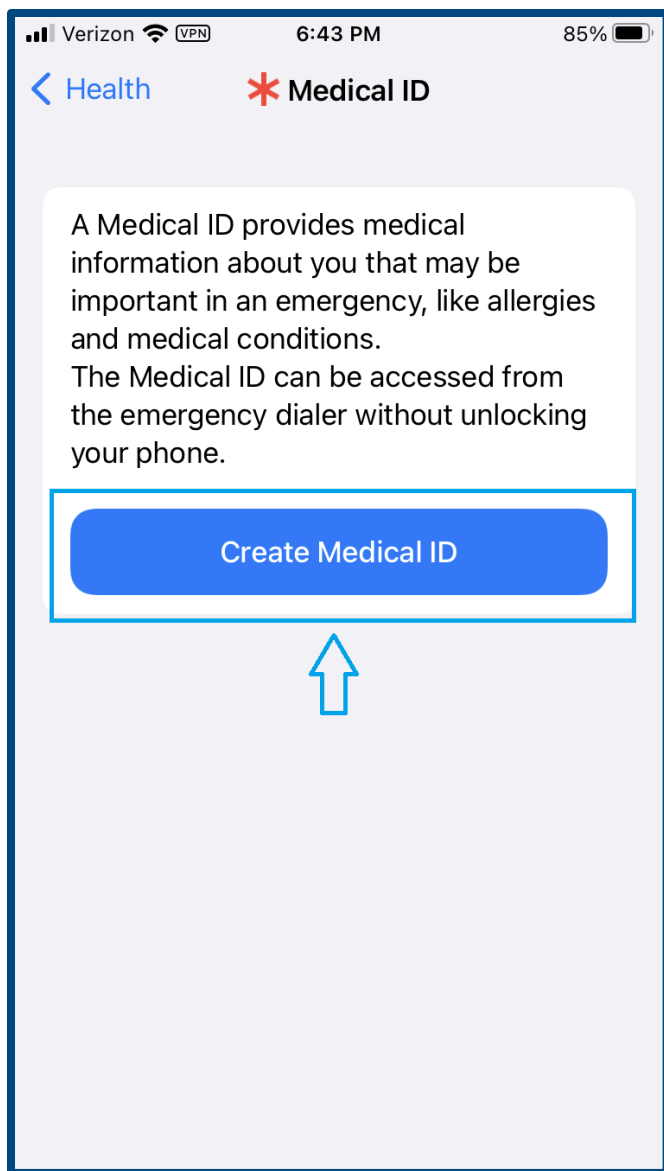 Verizon VPN 6:43 PM 85%
Health Medical ID
A Medical ID provides medical
information about you that may be
important in an emergency, like allergies
and medical conditions.
The Medical ID can be accessed from
the emergency dialer without unlocking
your phone.
Create Medical ID